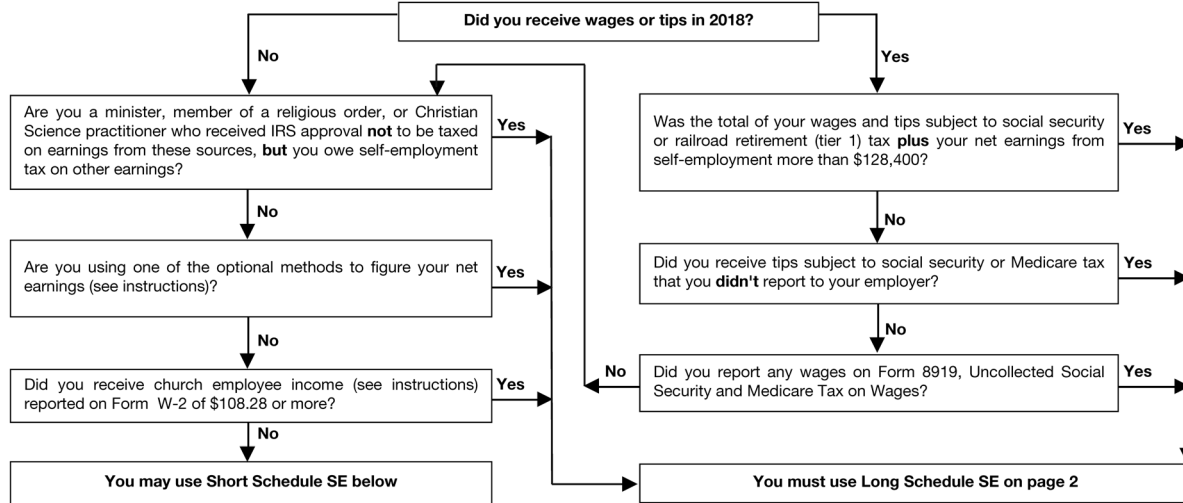 Did you receive wages or tips in 2018?
No
Yes
Are you a minister, member of a religious order, or Christian
Science practitioner who received IRS approval not to be taxed
on earnings from these sources, but you owe self-employment
tax on other earnings?
Yes
Was the total of your wages and tips subject to social security
or railroad retirement (tier 1) tax plus your net earnings from
self-employment more than $128,400?
Yes
No
No
Are you using one of the optional methods to figure your net
earnings (see instructions)?
Yes
Did you receive tips subject to social security or Medicare tax
that you didn't report to your employer?
Yes
No
No
Did you receive church employee income (see instructions)
reported on Form W-2 of $108.28 or more?
Yes
No
Did you report any wages on Form 8919, Uncollected Social
Security and Medicare Tax on Wages?
Yes
No
You may use Short Schedule SE below
You must use Long Schedule SE on page 2